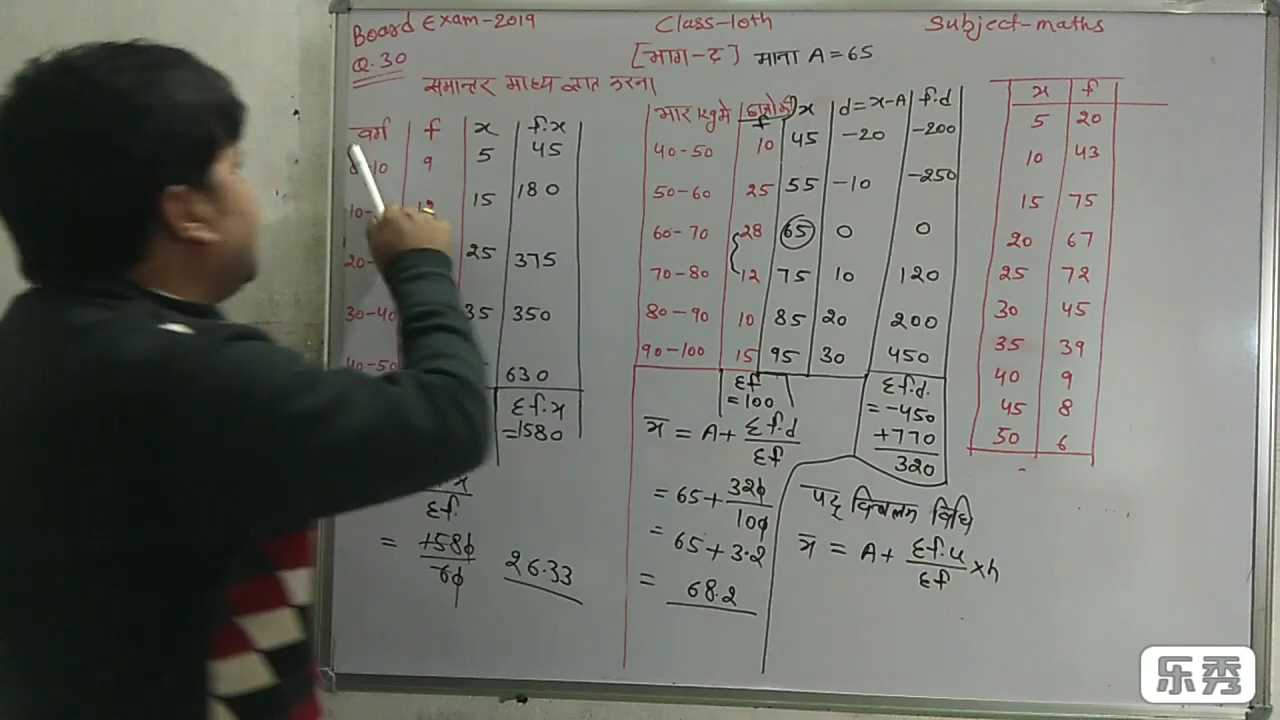 Board Exam-2019 Class-10th Subject-maths
Q.30 [भाग-द] माना A=65
समान्तर माध्य ज्ञात करना
वर्ग f x f.x
9 5 45
15 180
25 375
30-40 35 350
40-50 630
Σf.x
=1580
Σf.
=
26.33
भार kgमे x d=x-A f.d
f
40-50 10 45 -20 -200
50-60 25 55 -10 -250
60-70 28 65 0 0
70-80 12 75 10 120
80-90 10 85 20 200
90-100 15 95 30 450
Σf Σf.d.
=100 =-450
+770
320
x̄ = A+ Σf.d
Σf
= 65+ 320
100
= 65+3.2
= 68.2
पद विचलन विधि
x̄ = A+ Σf.u ×h
Σf
x f
5 20
10 43
15 75
20 67
25 72
30 45
35 39
40 9
45 8
50 6
乐秀